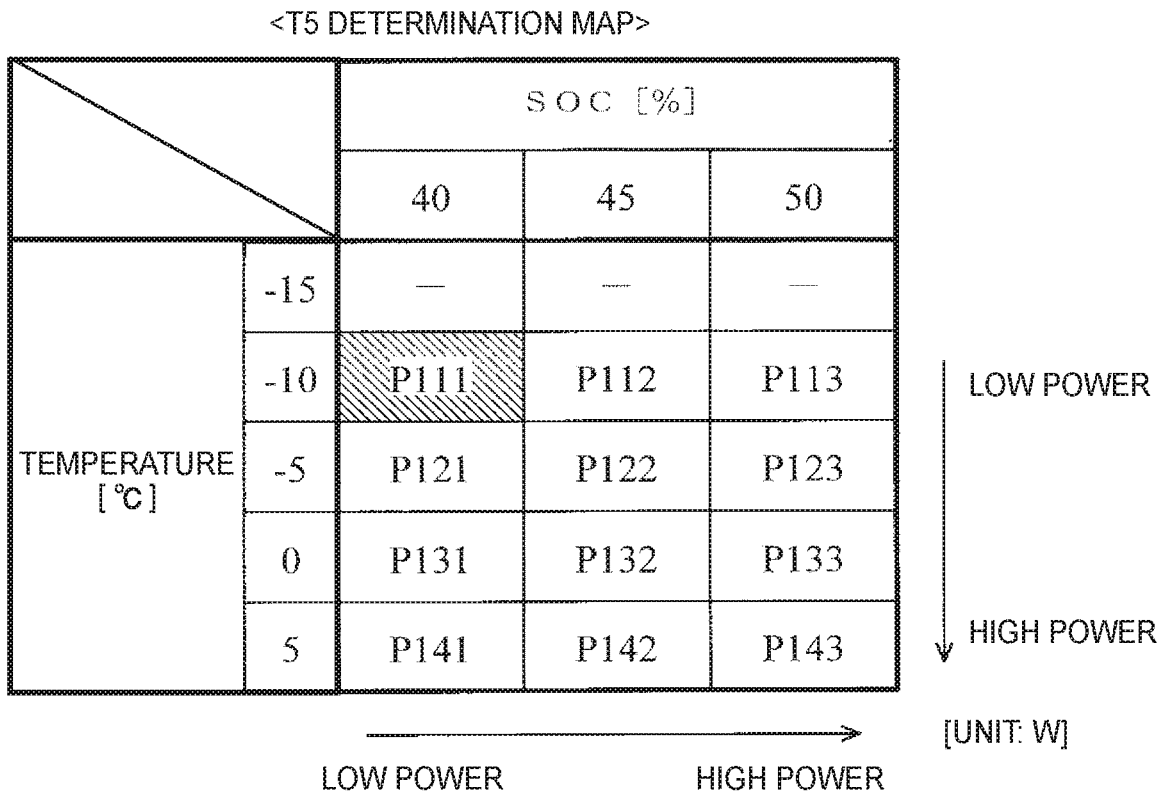 <T5 DETERMINATION MAP>
SOC [%]
40 45 50
-15 — — —
-10 P111 P112 P113
LOW POWER
TEMPERATURE
[℃]
-5 P121 P122 P123
0 P131 P132 P133
5 P141 P142 P143
HIGH POWER
[UNIT: W]
LOW POWER HIGH POWER